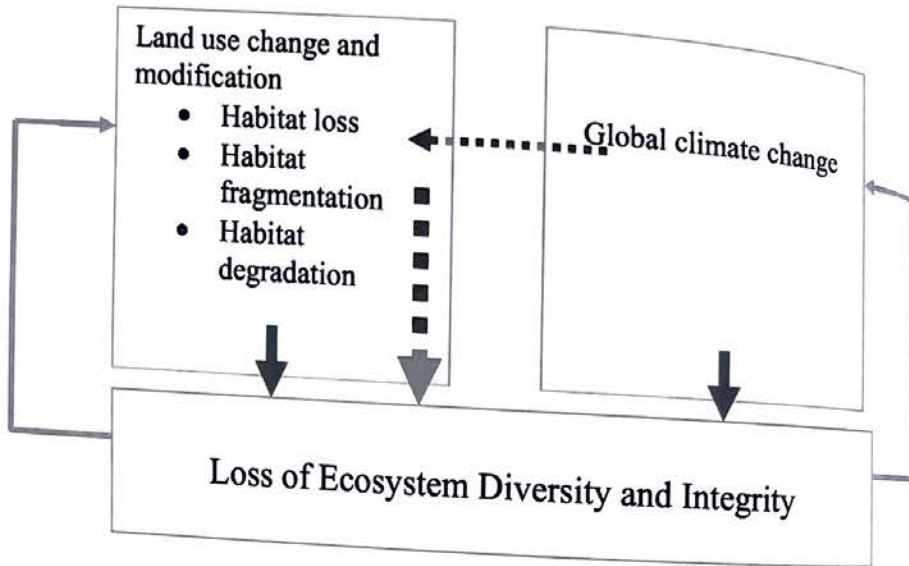 Land use change and
modification
• Habitat loss
• Habitat
fragmentation
• Habitat
degradation
Global climate change
Loss of Ecosystem Diversity and Integrity